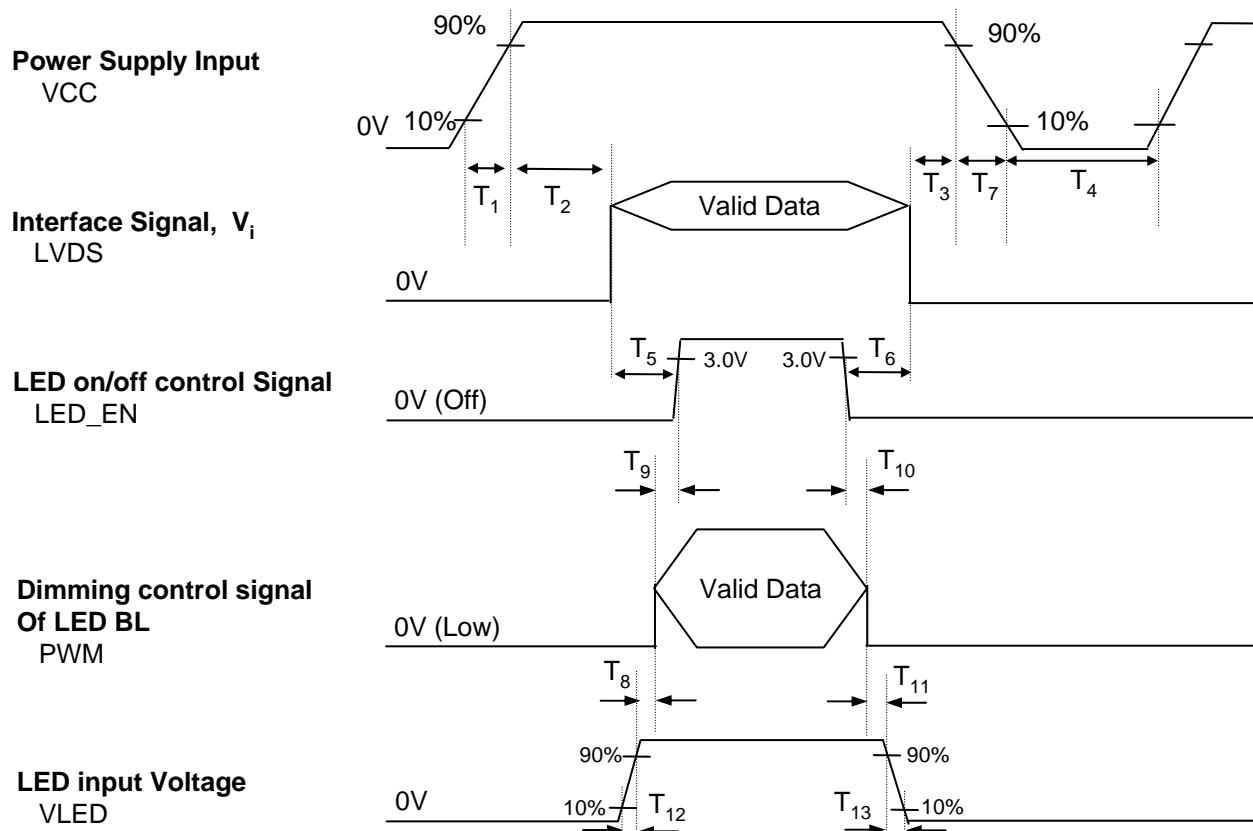 90%
90%
Power Supply Input
VCC
0V
10%
10%
T1
T2
T3
T7
T4
Valid Data
Interface Signal, Vi
LVDS
0V
T5
3.0V
3.0V
T6
LED on/off control Signal
LED_EN
0V (Off)
T9
T10
Dimming control signal
Of LED BL
PWM
Valid Data
0V (Low)
T8
T11
LED input Voltage
VLED
90%
90%
0V
10%
T12
T13
10%